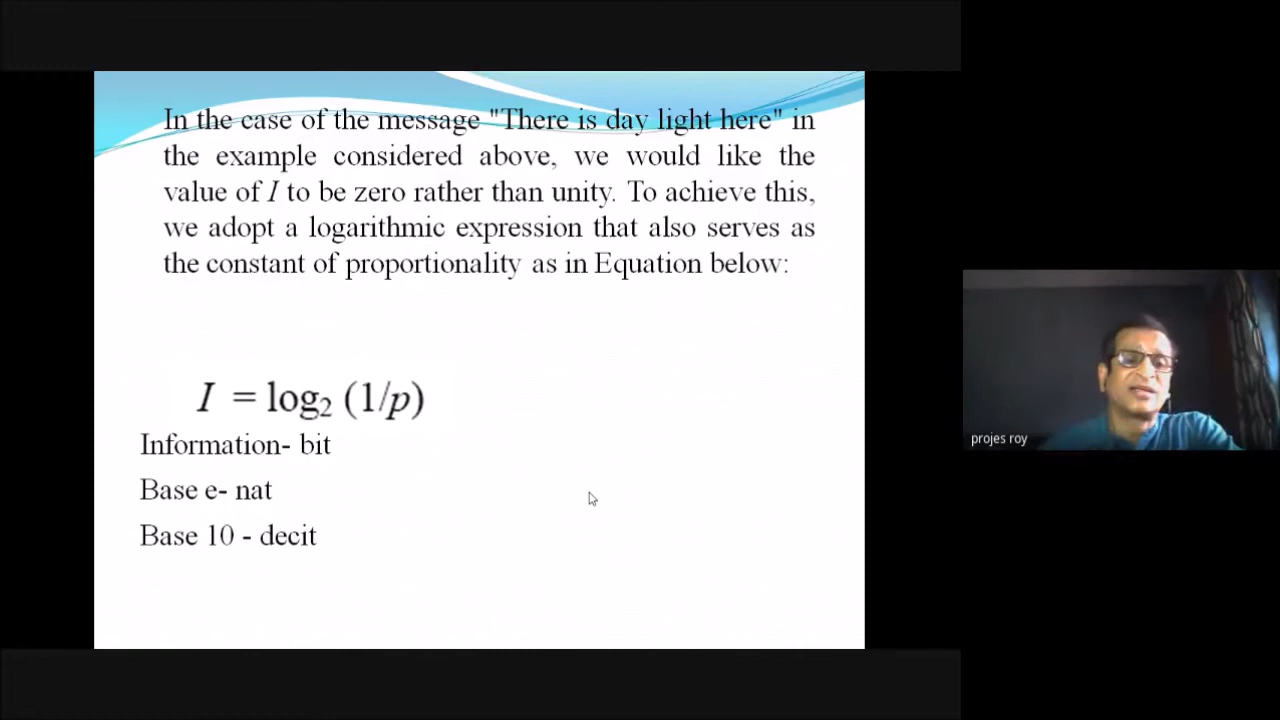 In the case of the message "There is day light here" in
the example considered above, we would like the
value of I to be zero rather than unity. To achieve this,
we adopt a logarithmic expression that also serves as
the constant of proportionality as in Equation below:
I = log₂ (1/p)
Information- bit
Base e- nat
Base 10 - decit
projes roy